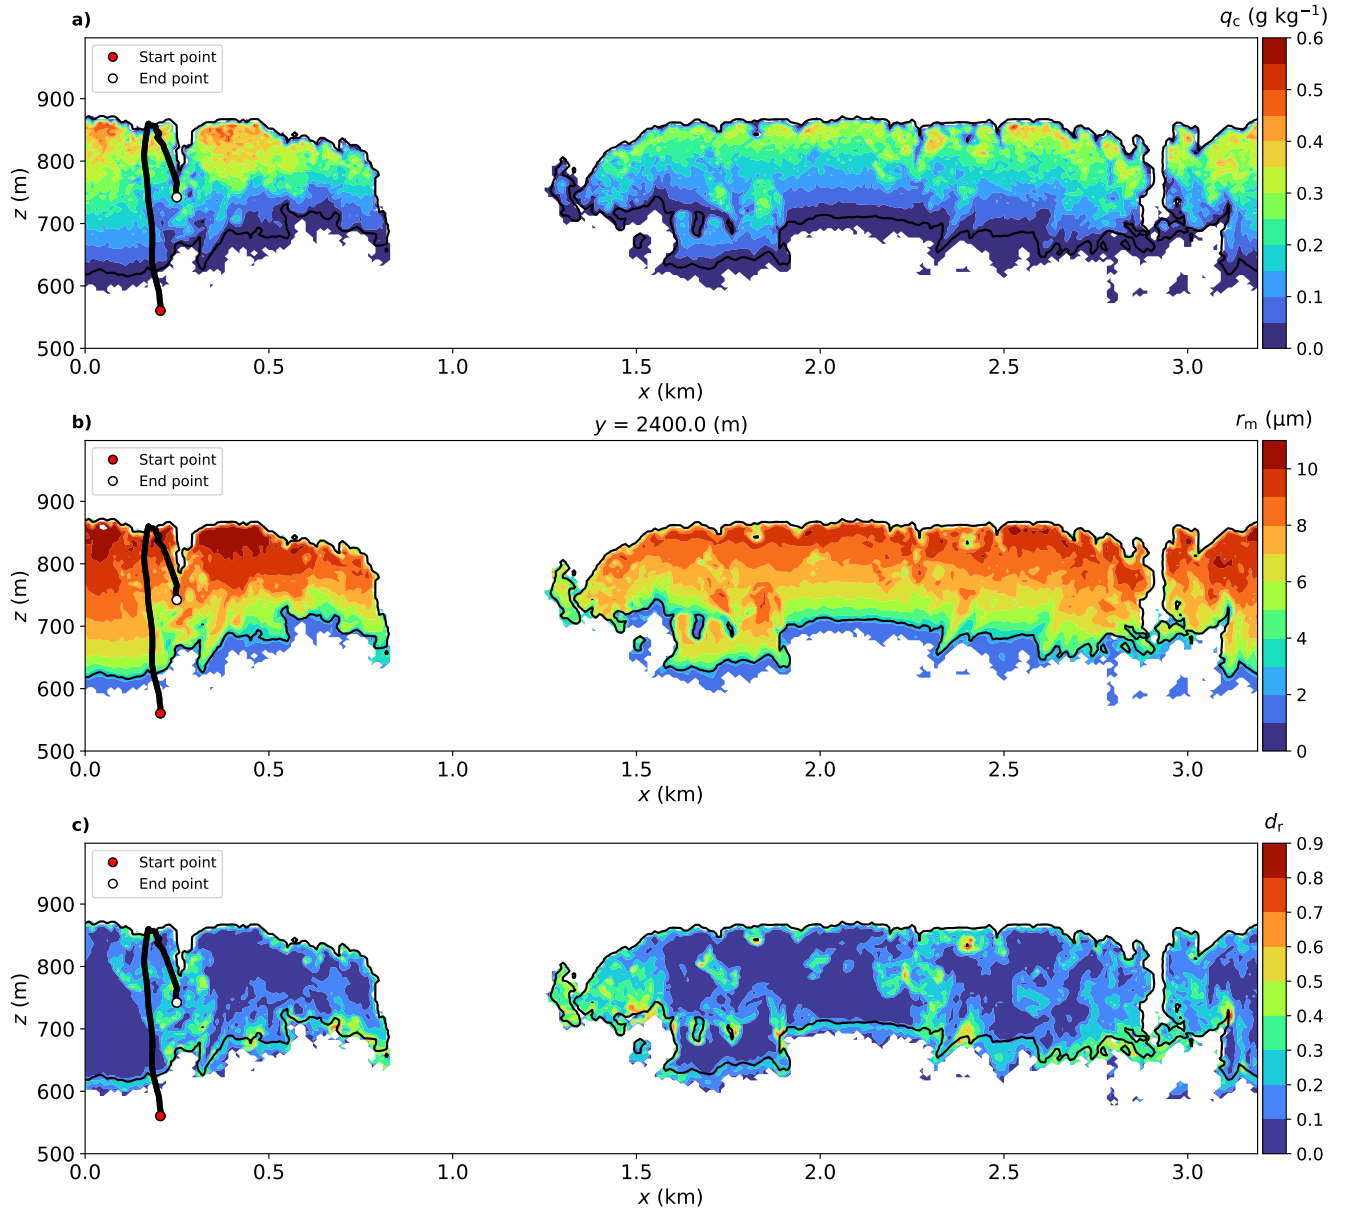 a)
q_c (g kg⁻¹)
Start point
End point
900
800
700
600
500
z (m)
0.0 0.5 1.0 1.5 2.0 2.5 3.0
x (km)
0.6
0.5
0.4
0.3
0.2
0.1
0.0
b)
y = 2400.0 (m)
r_m (μm)
Start point
End point
900
800
700
600
500
z (m)
0.0 0.5 1.0 1.5 2.0 2.5 3.0
x (km)
10
8
6
4
2
0
c)
d_r
Start point
End point
900
800
700
600
500
z (m)
0.0 0.5 1.0 1.5 2.0 2.5 3.0
x (km)
0.9
0.8
0.7
0.6
0.5
0.4
0.3
0.2
0.1
0.0